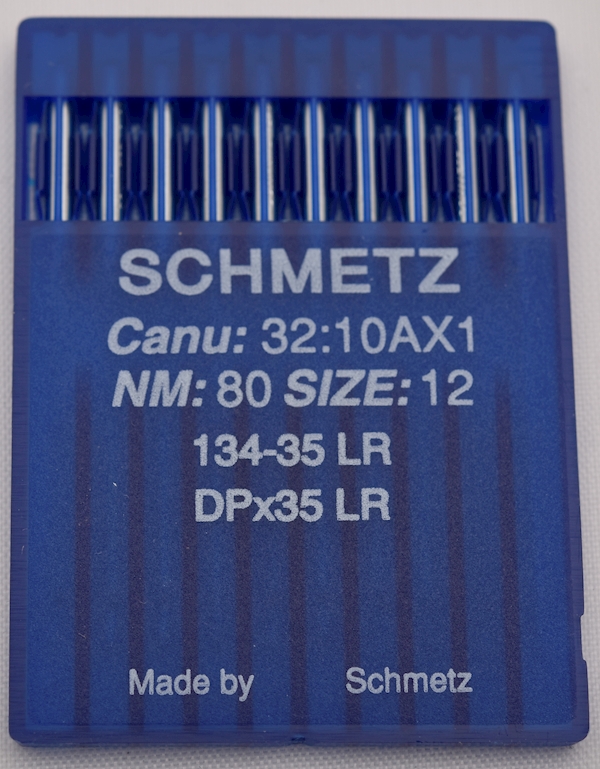 SCHMETZ
Canu: 32:10AX1
NM: 80 SIZE: 12
134-35 LR
DPx35 LR
Made by Schmetz